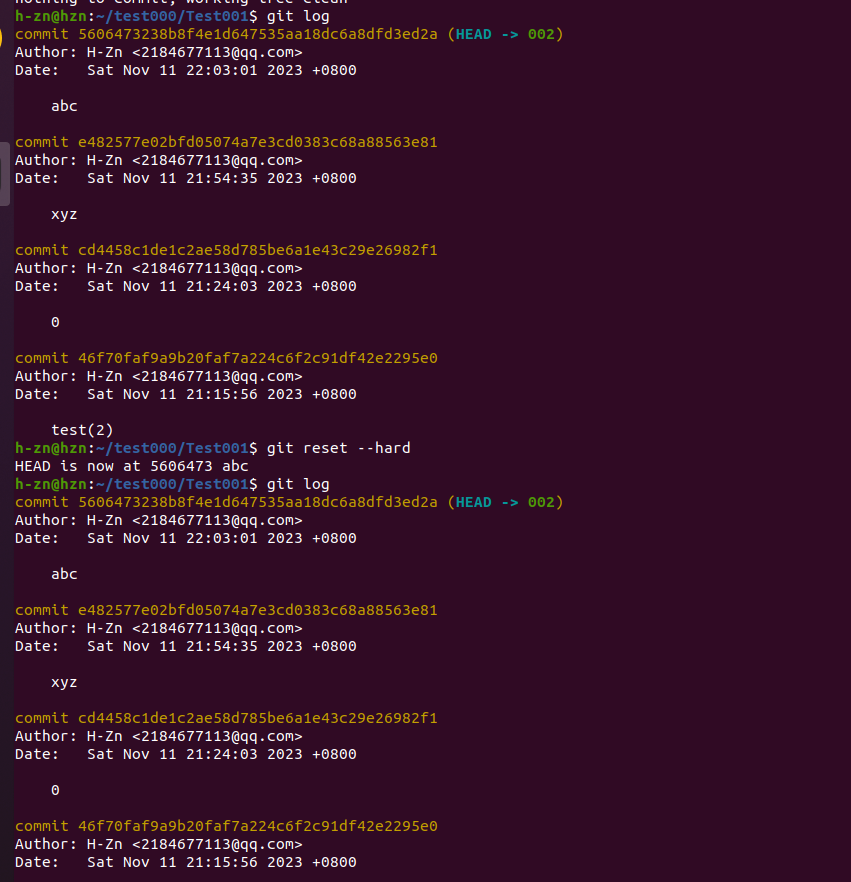 nothing to commit, working tree clean
h-zn@hzn:~/test000/Test001$ git log
commit 5606473238b8f4e1d647535aa18dc6a8dfd3ed2a (HEAD -> 002)
Author: H-Zn <2184677113@qq.com>
Date:   Sat Nov 11 22:03:01 2023 +0800
    abc
commit e482577e02bfd05074a7e3cd0383c68a88563e81
Author: H-Zn <2184677113@qq.com>
Date:   Sat Nov 11 21:54:35 2023 +0800
    xyz
commit cd4458c1de1c2ae58d785be6a1e43c29e26982f1
Author: H-Zn <2184677113@qq.com>
Date:   Sat Nov 11 21:24:03 2023 +0800
    0
commit 46f70faf9a9b20faf7a224c6f2c91df42e2295e0
Author: H-Zn <2184677113@qq.com>
Date:   Sat Nov 11 21:15:56 2023 +0800
    test(2)
h-zn@hzn:~/test000/Test001$ git reset --hard
HEAD is now at 5606473 abc
h-zn@hzn:~/test000/Test001$ git log
commit 5606473238b8f4e1d647535aa18dc6a8dfd3ed2a (HEAD -> 002)
Author: H-Zn <2184677113@qq.com>
Date:   Sat Nov 11 22:03:01 2023 +0800
    abc
commit e482577e02bfd05074a7e3cd0383c68a88563e81
Author: H-Zn <2184677113@qq.com>
Date:   Sat Nov 11 21:54:35 2023 +0800
    xyz
commit cd4458c1de1c2ae58d785be6a1e43c29e26982f1
Author: H-Zn <2184677113@qq.com>
Date:   Sat Nov 11 21:24:03 2023 +0800
    0
commit 46f70faf9a9b20faf7a224c6f2c91df42e2295e0
Author: H-Zn <2184677113@qq.com>
Date:   Sat Nov 11 21:15:56 2023 +0800